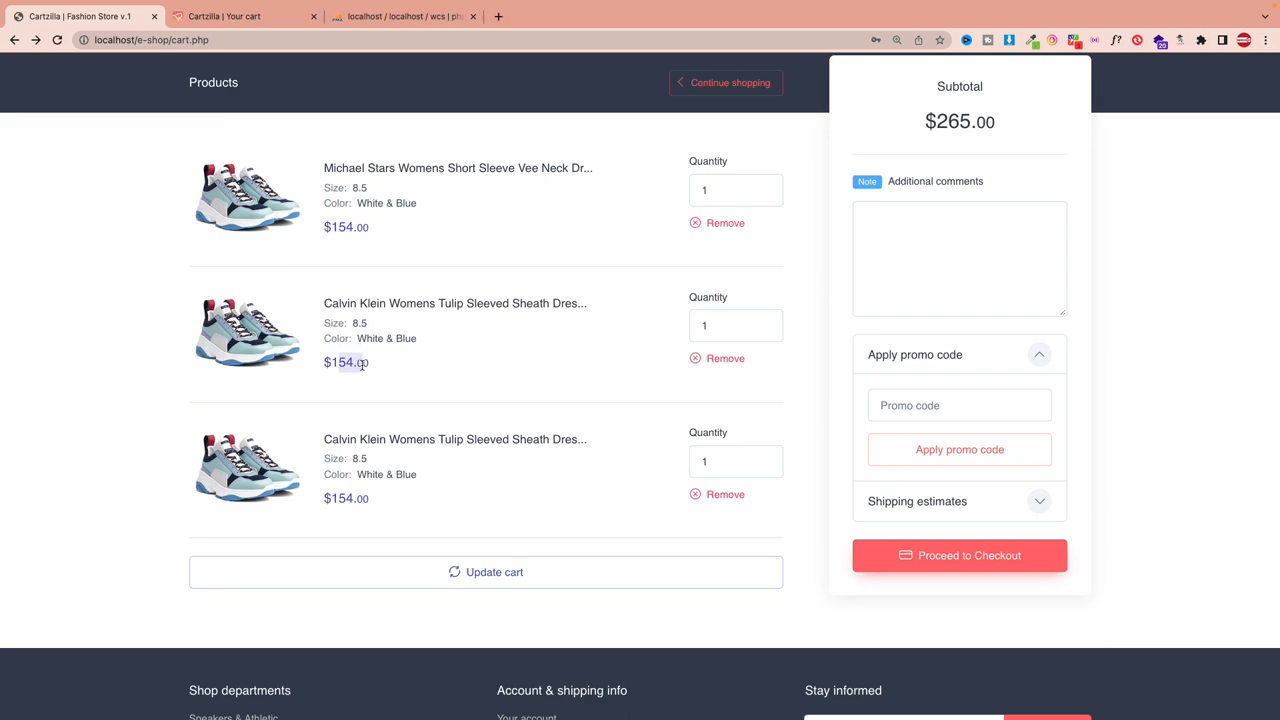 Cartzilla | Fashion Store v.1
Cartzilla | Your cart
localhost / localhost / wcs | ph
localhost/e-shop/cart.php
Products
Continue shopping
Michael Stars Womens Short Sleeve Vee Neck Dr...
Size: 8.5
Color: White & Blue
$154.00
Quantity
1
Remove
Calvin Klein Womens Tulip Sleeved Sheath Dres...
Size: 8.5
Color: White & Blue
$154.00
Quantity
1
Remove
Calvin Klein Womens Tulip Sleeved Sheath Dres...
Size: 8.5
Color: White & Blue
$154.00
Quantity
1
Remove
Update cart
Subtotal
$265.00
Note Additional comments
Apply promo code
Promo code
Apply promo code
Shipping estimates
Proceed to Checkout
Shop departments
Sneakers & Athletic
Account & shipping info
Your account
Stay informed